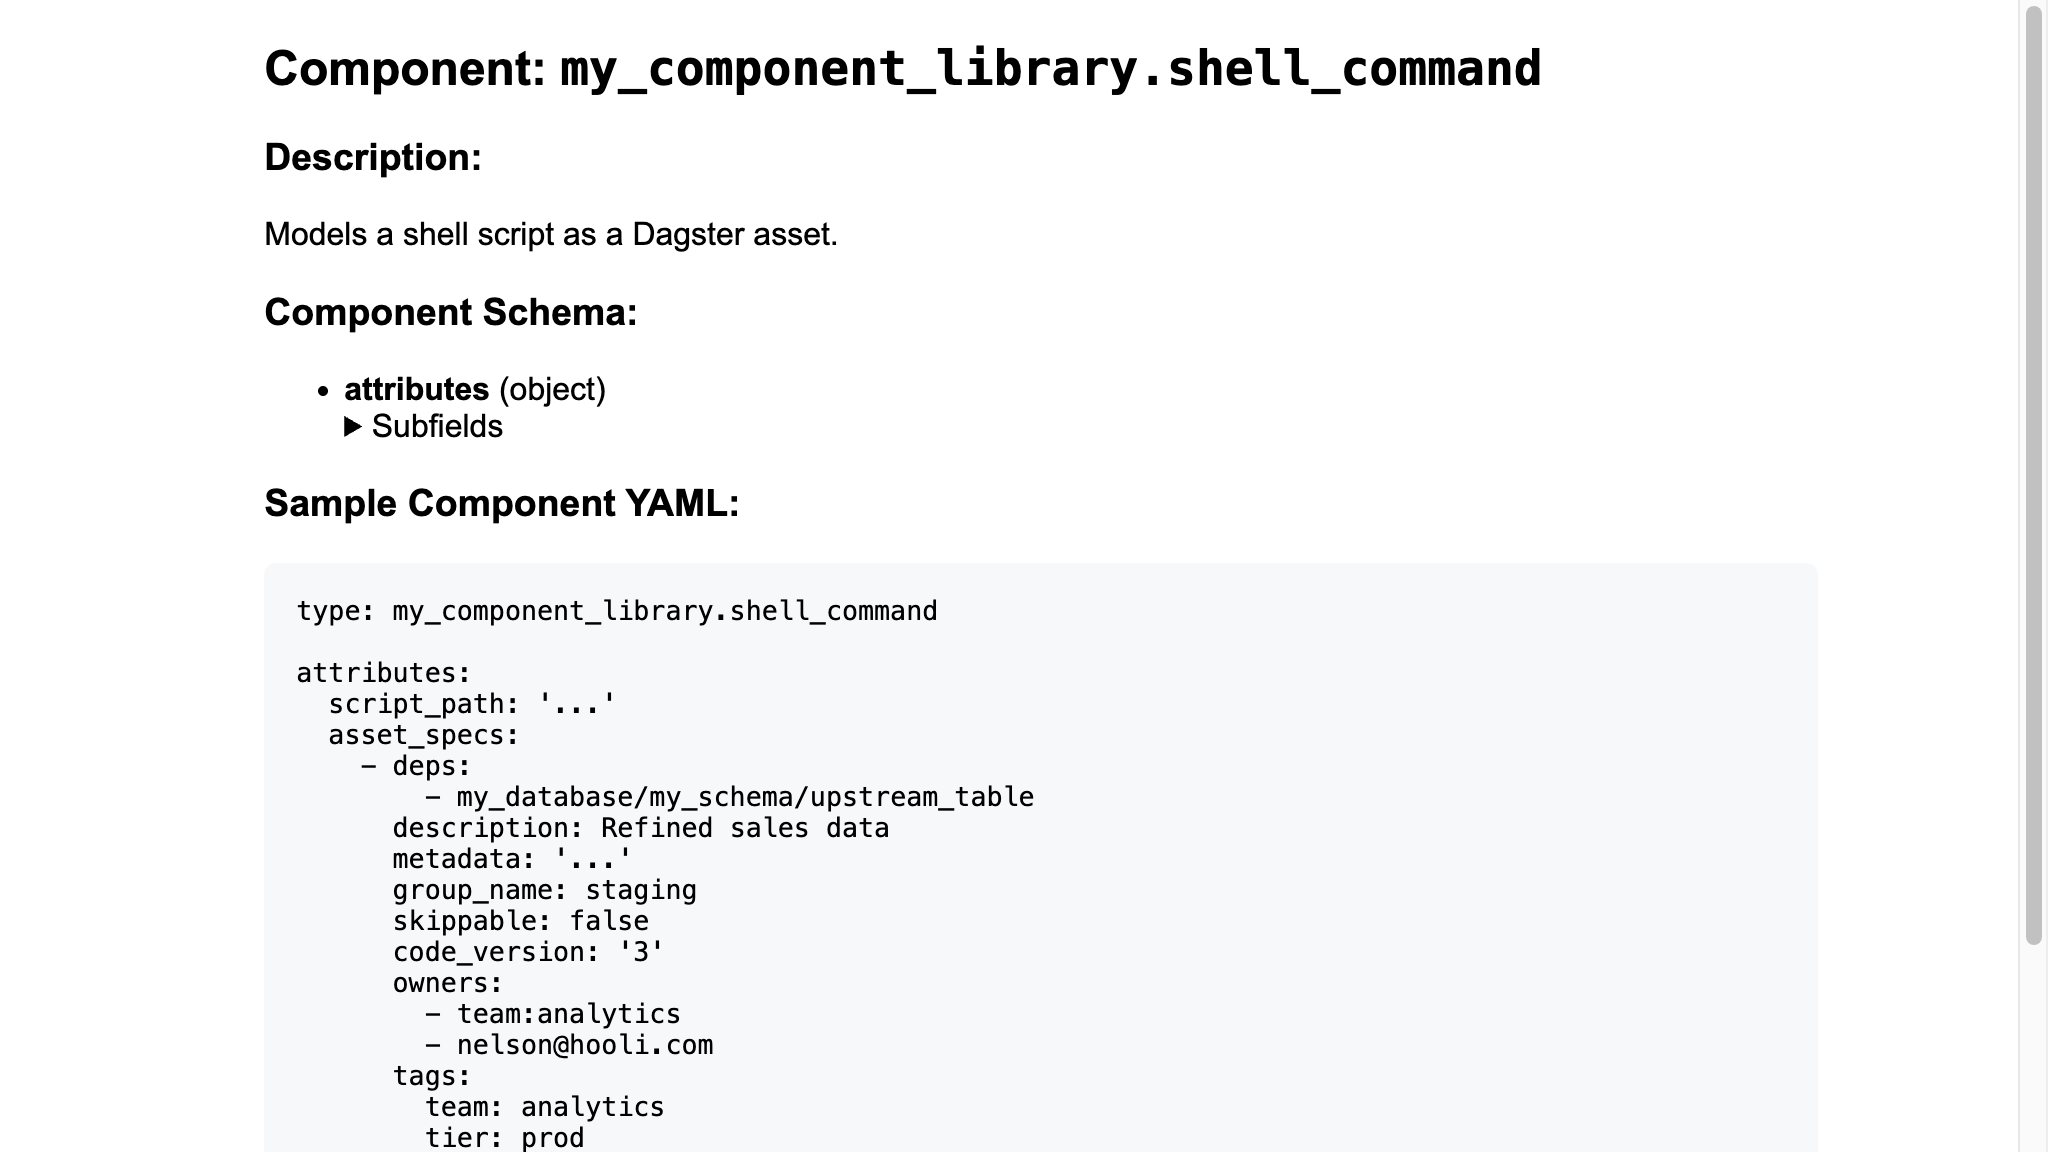 Component: my_component_library.shell_command
Description:
Models a shell script as a Dagster asset.
Component Schema:
• attributes (object)
▶ Subfields
Sample Component YAML:
type: my_component_library.shell_command
attributes:
  script_path: '...'
  asset_specs:
    - deps:
        - my_database/my_schema/upstream_table
      description: Refined sales data
      metadata: '...'
      group_name: staging
      skippable: false
      code_version: '3'
      owners:
        - team:analytics
        - nelson@hooli.com
      tags:
        team: analytics
        tier: prod